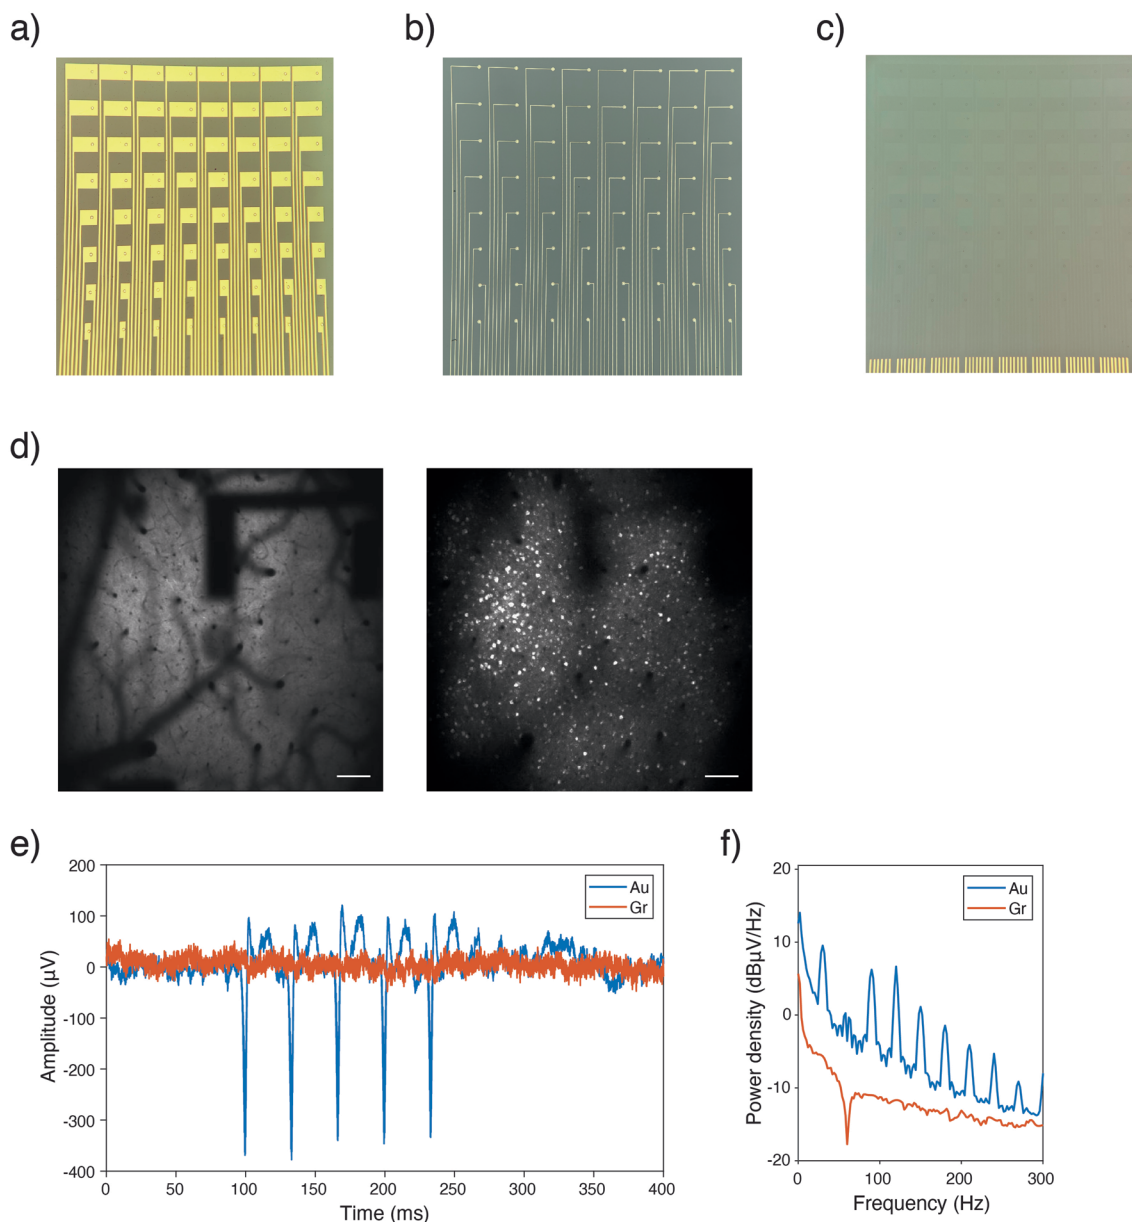 a)
b)
c)
d)
e)
200
100
0
-100
-200
-300
-400
Amplitude (µV)
0 50 100 150 200 250 300 350 400
Time (ms)
Au
Gr
f)
20
10
0
-10
-20
Power density (dBµV/Hz)
0 100 200 300
Frequency (Hz)
Au
Gr